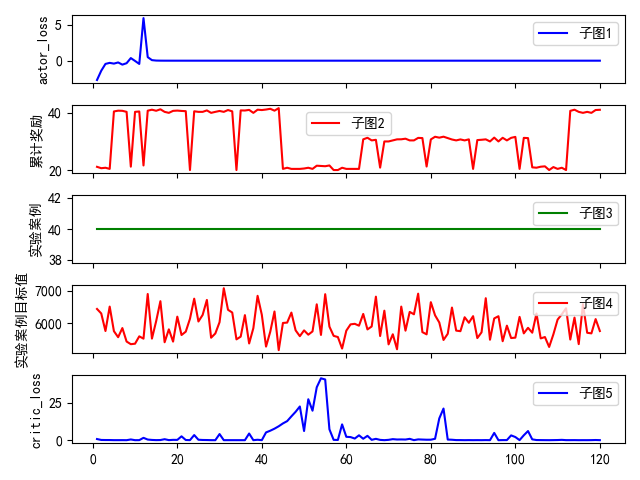 actor_loss
5
0
子图1
累计奖励
40
20
子图2
实验案例
42
40
38
子图3
实验案例目标值
7000
6000
子图4
critic_loss
25
0
子图5
0 20 40 60 80 100 120